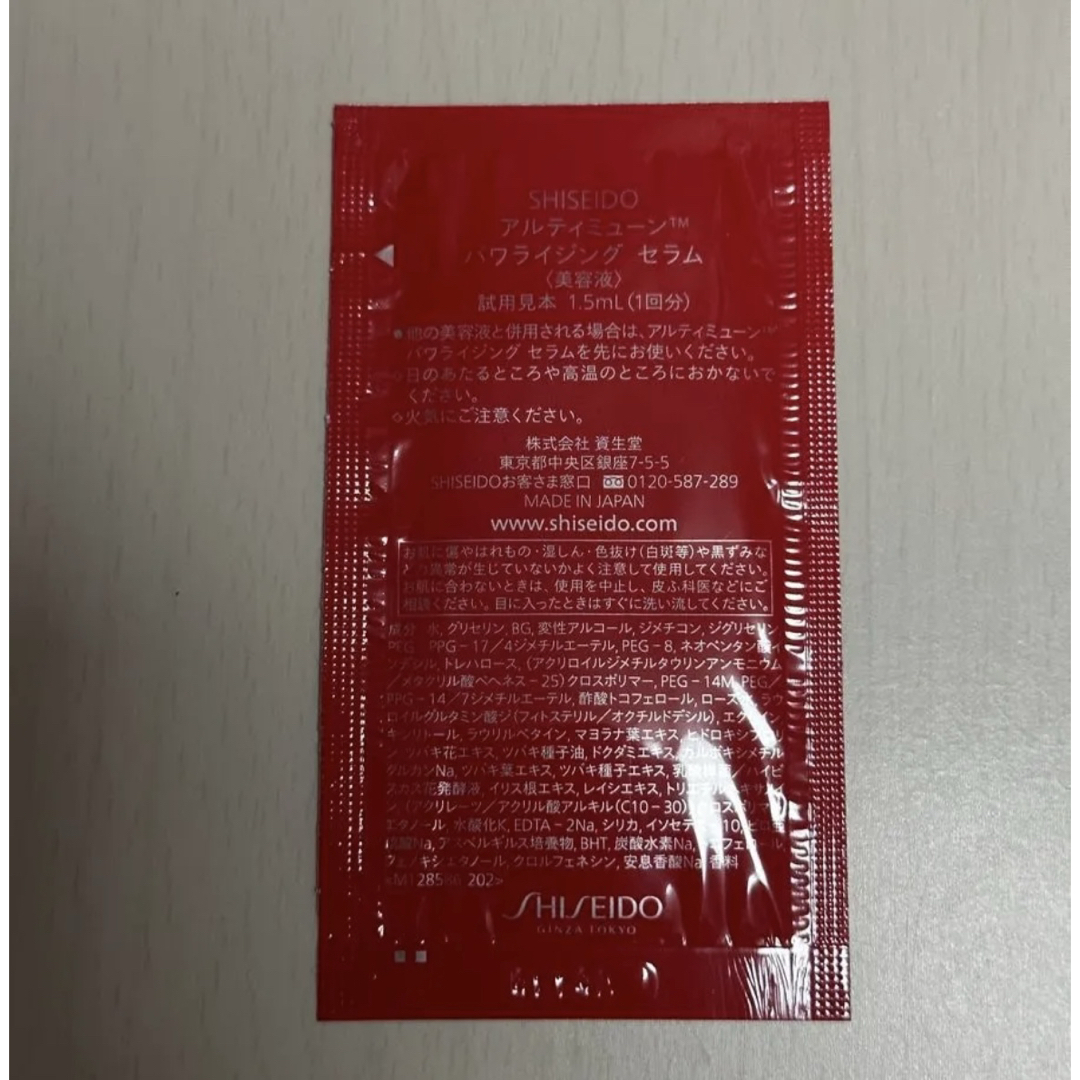 SHISEIDO
アルティミューン™
パワライジング セラム
〈美容液〉
試用見本 1.5mL(1回分)
●他の美容液と併用される場合は、アルティミューン™
パワライジング セラムを先にお使いください。
◇日のあたるところや高温のところにおかないで
ください。
◇火気にご注意ください。
株式会社 資生堂
東京都中央区銀座7-5-5
SHISEIDOお客さま窓口 0120-587-289
MADE IN JAPAN
www.shiseido.com
お肌に傷やはれもの・湿しん・色抜け(白斑等)や黒ずみな
どの異常が生じていないかよく注意して使用してください。
お肌に合わないときは、使用を中止し、皮ふ科医などにご
相談ください。目に入ったときはすぐに洗い流してください。
成分 水, グリセリン, BG, 変性アルコール, ジメチコン, ジグリセリン
PEG PPG-17/4ジメチルエーテル, PEG-8, ネオペンタン酸イ
ソデシル, トレハロース, (アクリロイルジメチルタウリンアンモニウム
/メタクリル酸ベヘネス-25)クロスポリマー, PEG-14M, PEG/
PPG-14/7ジメチルエーテル, 酢酸トコフェロール, ラウ
ロイルグルタミン酸ジ(フィトステリル/オクチルドデシル),
キシリトール, ラウリルベタイン, マヨラナ葉エキス, ヒドロキシプロ
ツバキ花エキス, ツバキ種子油, ドクダミエキス, カルボキシメチル
グルカンNa, ツバキ葉エキス, ツバキ種子エキス, /ハイビ
スカス花発酵液, イリス根エキス, レイシエキス,
(アクリレーツ/アクリル酸アルキル(C10-30))クロスポリマー
エタノール, 水酸化K, EDTA-2Na, シリカ, ピロ亜
硫酸Na, アスペルギルス培養物, BHT, 炭酸水素Na, トコフェロール
フェノキシエタノール, クロルフェネシン, 安息香酸Na, 香料
202>
SHISEIDO
GINZA TOKYO